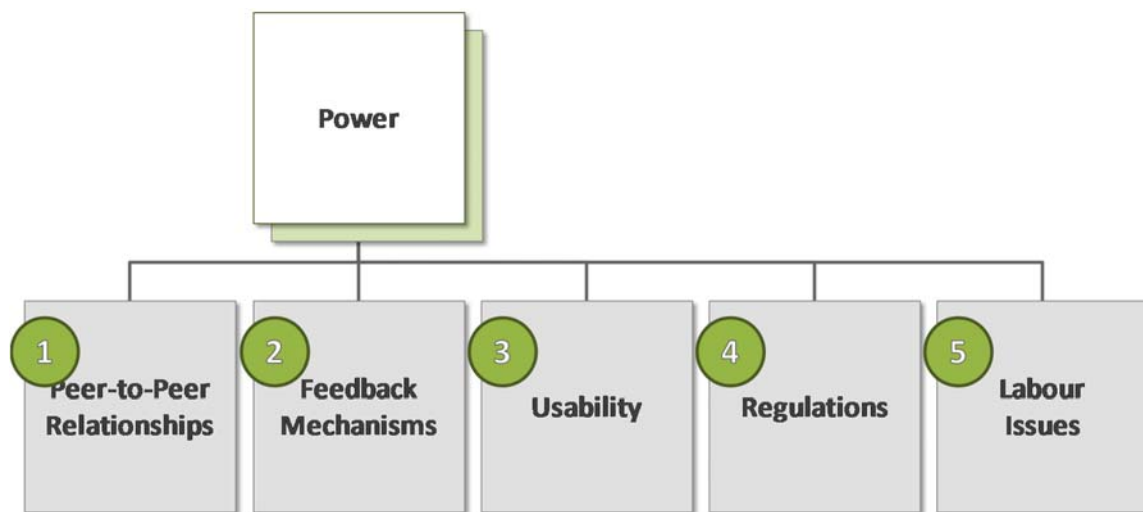 Power
1
Peer-to-Peer
Relationships
2
Feedback
Mechanisms
3
Usability
4
Regulations
5
Labour
Issues